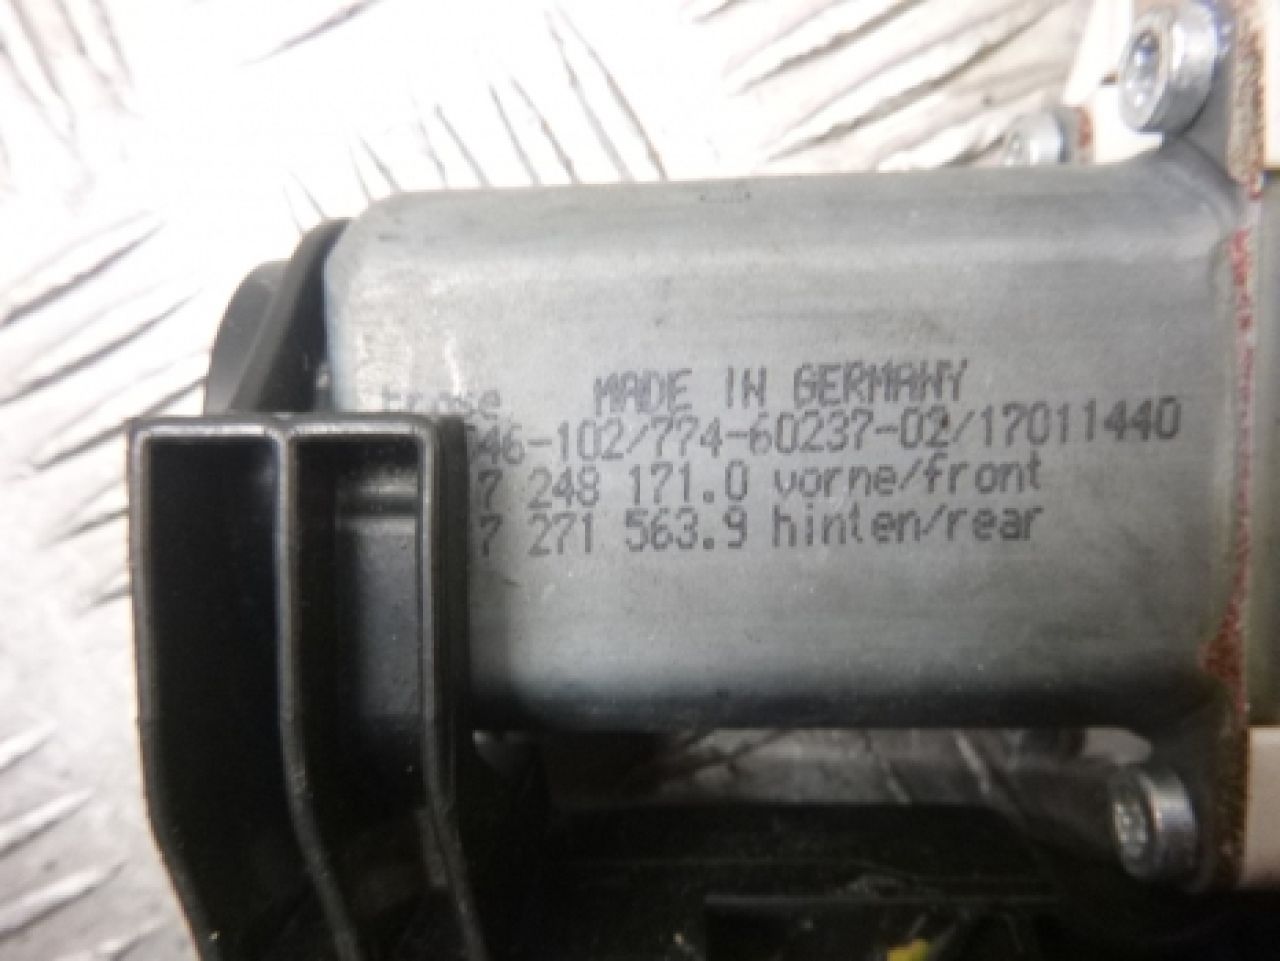 MADE IN GERMANY
546-102/774-60237-02/17011440
7 248 171.0 vorne/front
7 271 563.9 hinten/rear